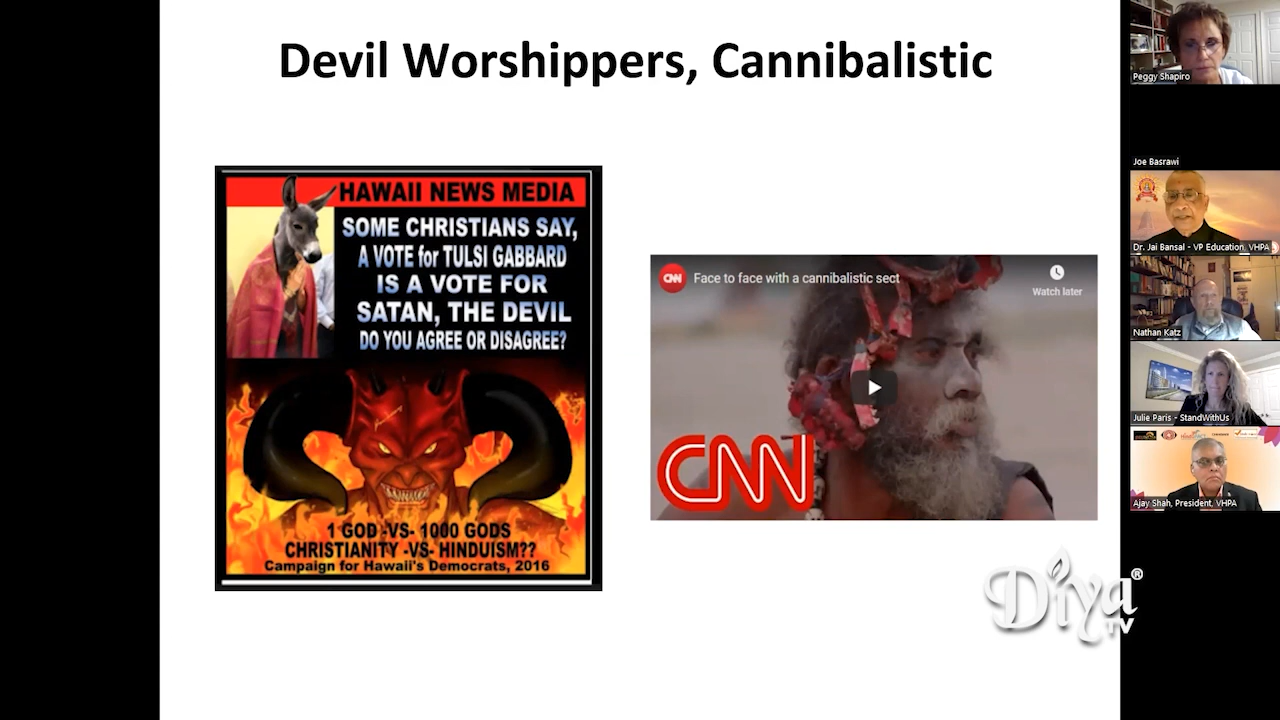 Devil Worshippers, Cannibalistic
HAWAII NEWS MEDIA
SOME CHRISTIANS SAY,
A VOTE for TULSI GABBARD
IS A VOTE FOR
SATAN, THE DEVIL
DO YOU AGREE OR DISAGREE?
1 GOD -VS- 1000 GODS
CHRISTIANITY -VS- HINDUISM??
Campaign for Hawaii's Democrats, 2016
CNN
Face to face with a cannibalistic sect
Watch later
CNN
Peggy Shapiro
Joe Basrawi
Dr. Jai Bansal - VP Education, VHPA
Nathan Katz
Julie Paris - StandWithUs
Ajay Shah, President, VHPA
Diya®
TV